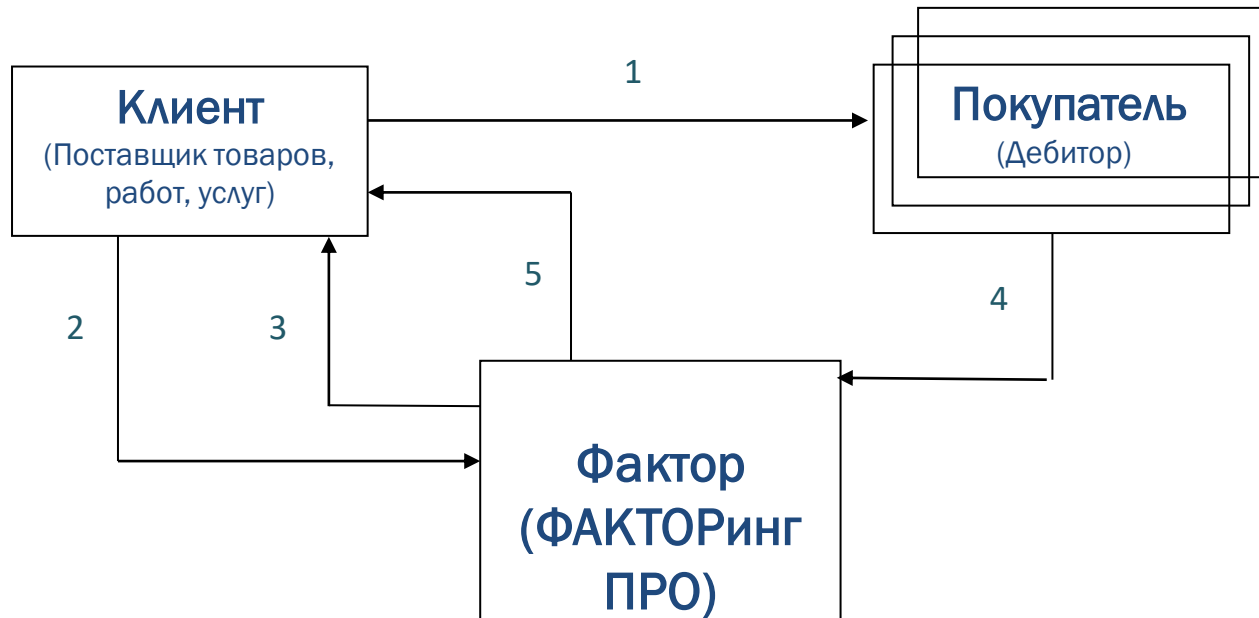 1
Клиент
(Поставщик товаров,
работ, услуг)
Покупатель
(Дебитор)
2
3
5
4
Фактор
(ФАКТОРинг
ПРО)